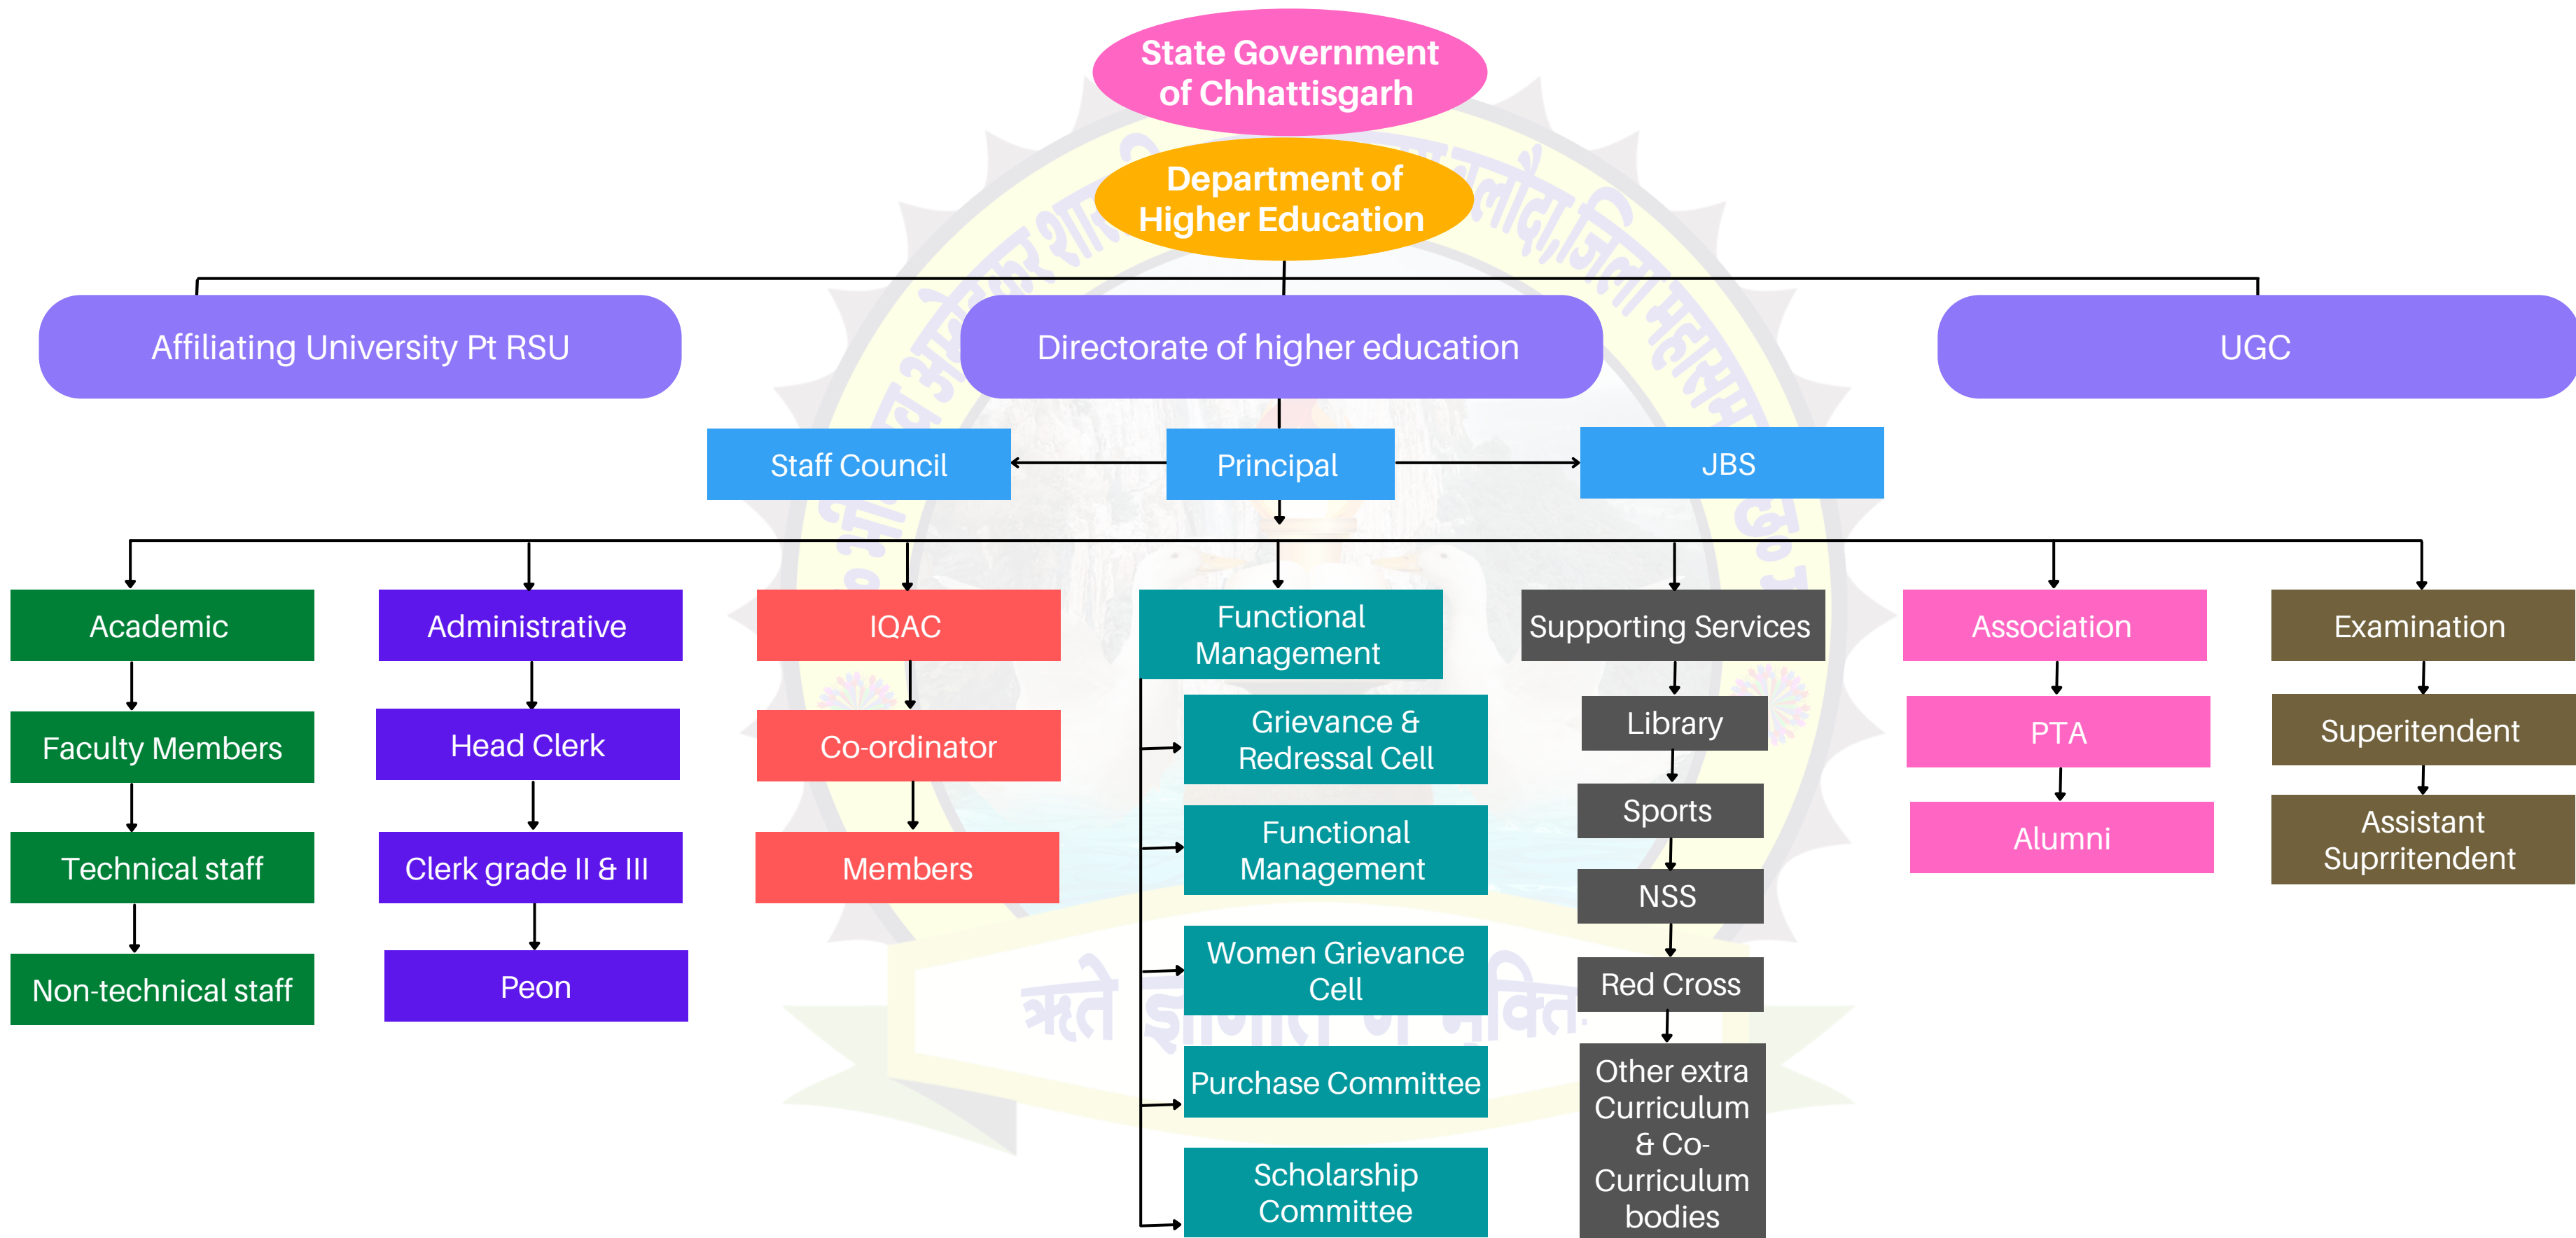 State Government
of Chhattisgarh
Department of
Higher Education
Affiliating University Pt RSU
Directorate of higher education
UGC
Staff Council
Principal
JBS
Academic
Administrative
IQAC
Functional
Management
Supporting Services
Association
Examination
Faculty Members
Technical staff
Non-technical staff
Head Clerk
Clerk grade II & III
Peon
Co-ordinator
Members
Grievance &
Redressal Cell
Functional
Management
Women Grievance
Cell
Purchase Committee
Scholarship
Committee
Library
Sports
NSS
Red Cross
Other extra
Curriculum
& Co-
Curriculum
bodies
PTA
Alumni
Superitendent
Assistant
Suprritendent
ऋते